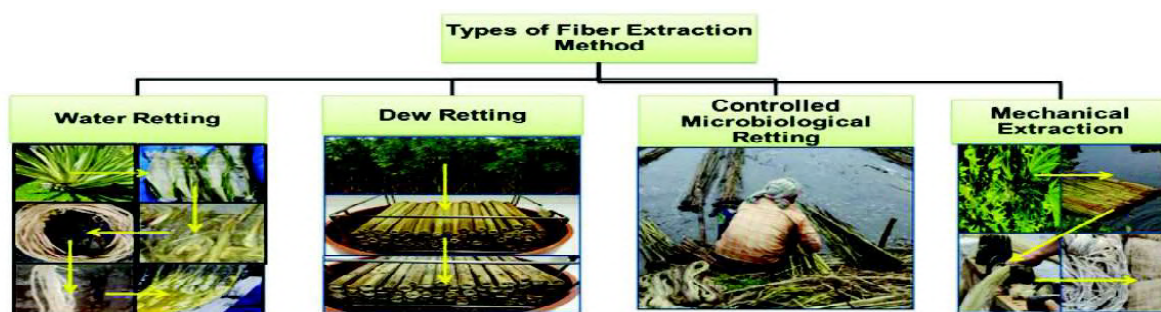 Types of Fiber Extraction
Method
Water Retting
Dew Retting
Controlled
Microbiological
Retting
Mechanical
Extraction